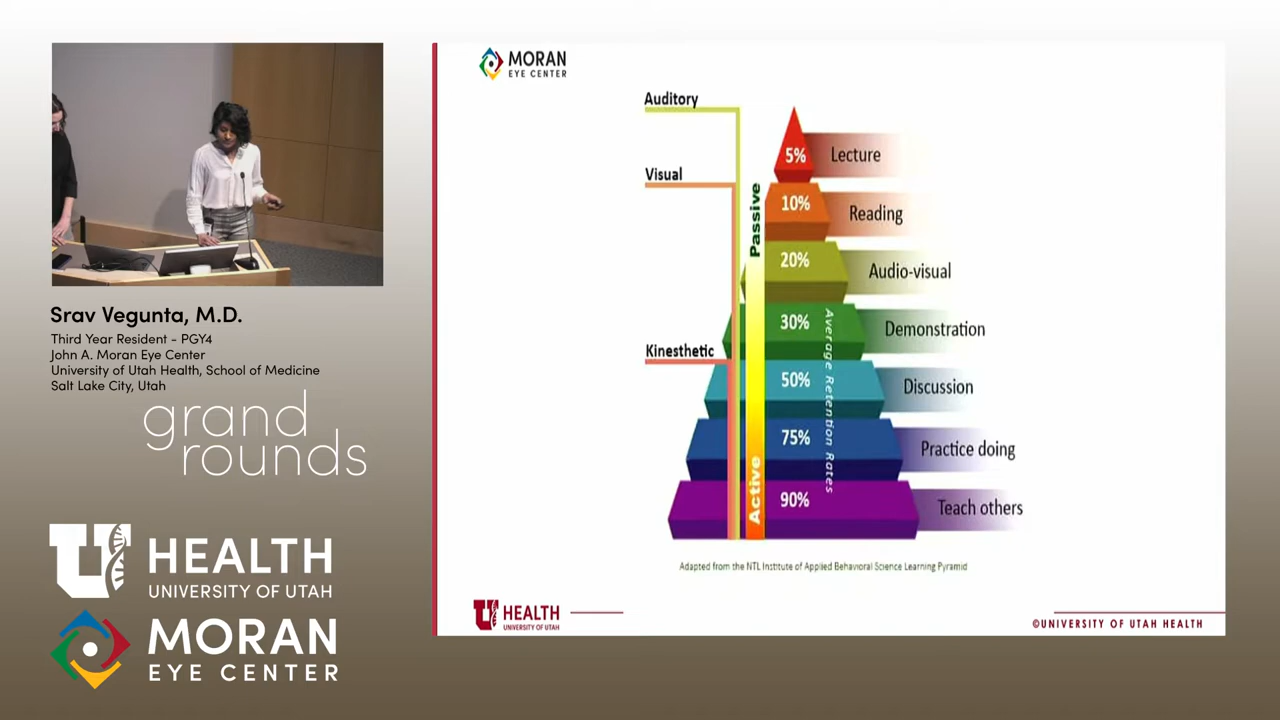 Srav Vegunta, M.D.
Third Year Resident - PGY4
John A. Moran Eye Center
University of Utah Health, School of Medicine
Salt Lake City, Utah
grand
rounds
U HEALTH
UNIVERSITY OF UTAH
MORAN
EYE CENTER
MORAN
EYE CENTER
Auditory
Visual
Kinesthetic
Passive
Active
5% Lecture
10% Reading
20% Audio-visual
30% Demonstration
50% Discussion
75% Practice doing
90% Teach others
Average Retention Rates
Adapted from the NTL Institute of Applied Behavioral Science Learning Pyramid
U HEALTH
UNIVERSITY OF UTAH
©UNIVERSITY OF UTAH HEALTH